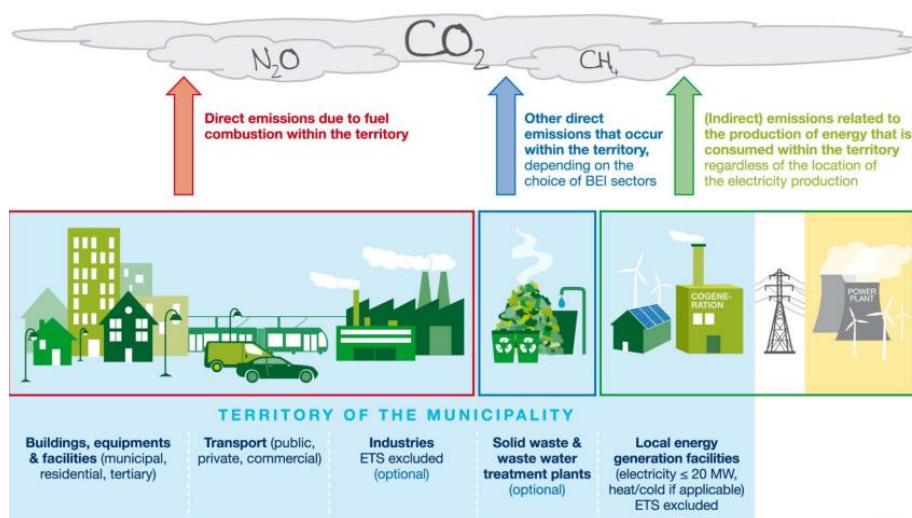 N₂O
CO₂
CH₄
Direct emissions due to fuel
combustion within the territory
Other direct
emissions that occur
within the territory,
depending on the
choice of BEI sectors
(Indirect) emissions related to
the production of energy that is
consumed within the territory
regardless of the location of
the electricity production
COGENE-
RATION
POWER
PLANT
TERRITORY OF THE MUNICIPALITY
Buildings, equipments
& facilities (municipal,
residential, tertiary)
Transport (public,
private, commercial)
Industries
ETS excluded
(optional)
Solid waste &
waste water
treatment plants
(optional)
Local energy
generation facilities
(electricity ≤ 20 MW,
heat/cold if applicable)
ETS excluded